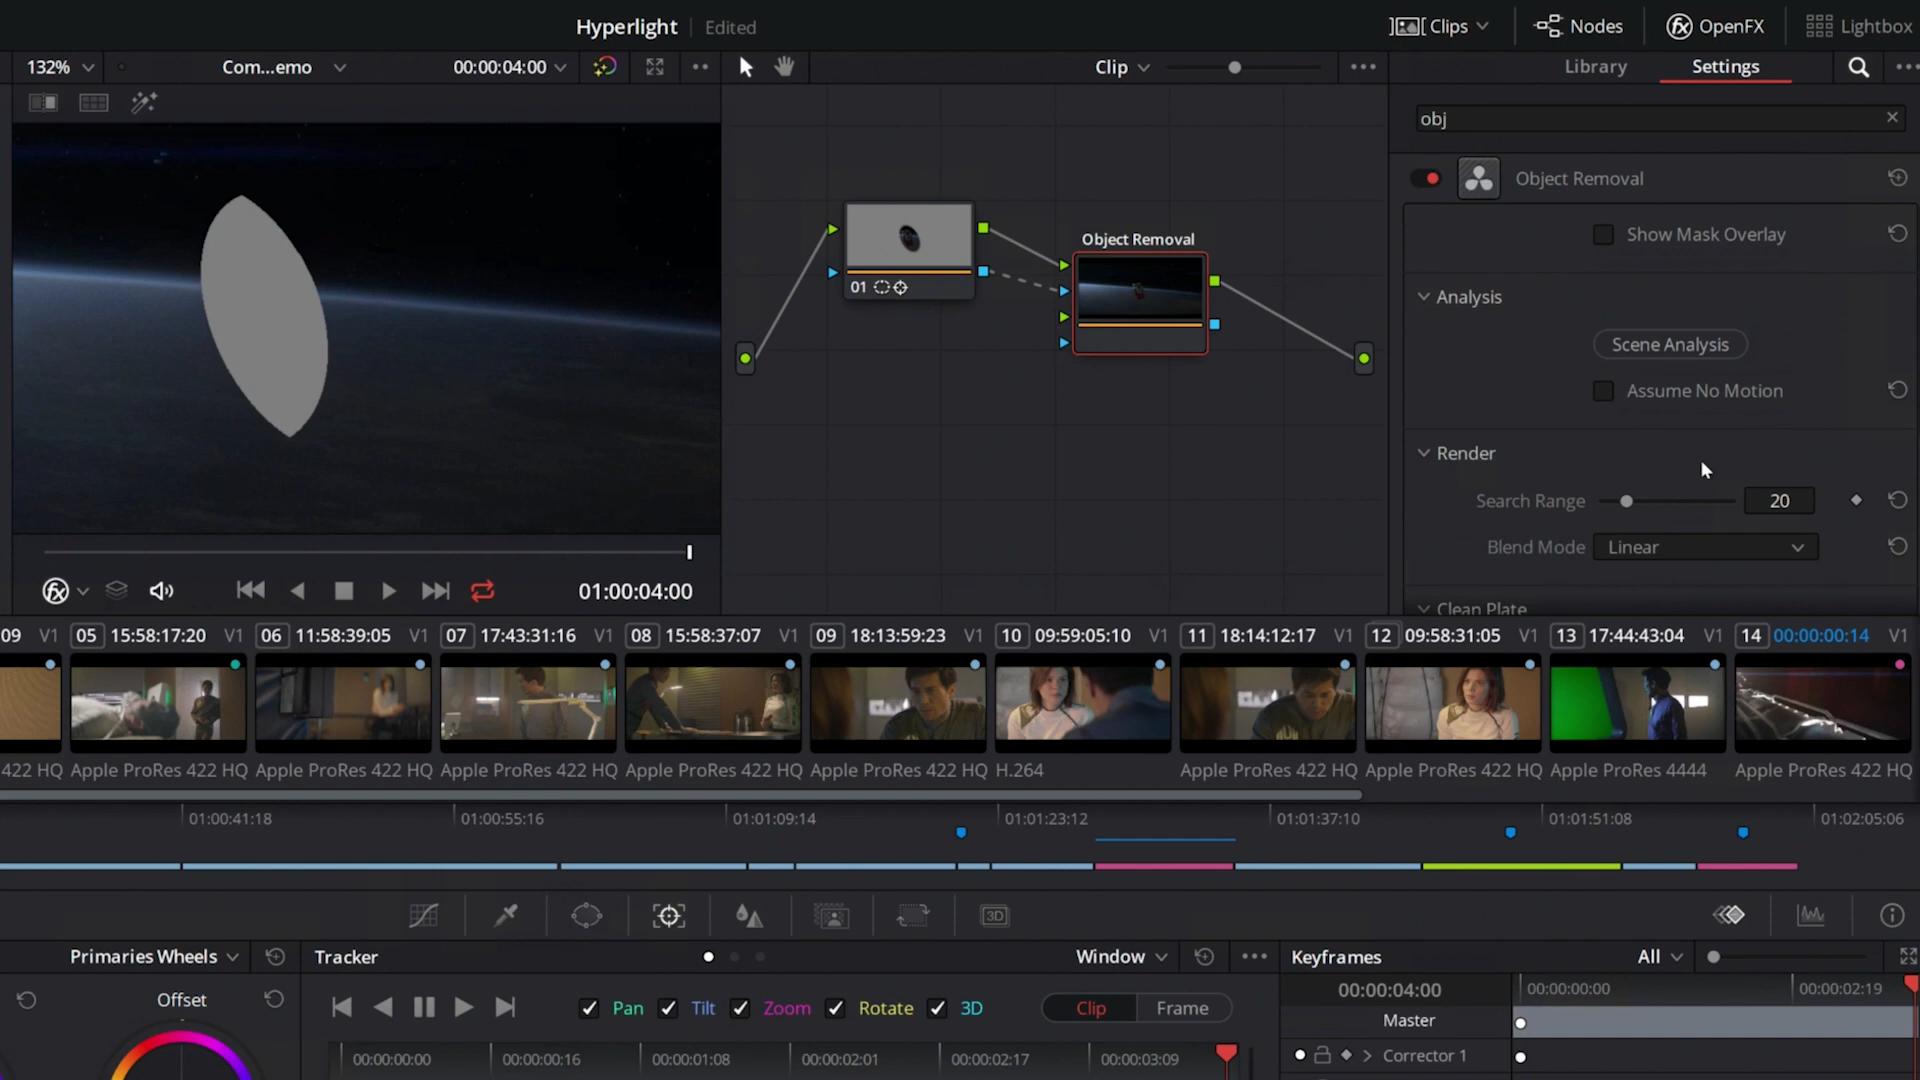 Hyperlight
Edited
Clips
Nodes
OpenFX
Lightbox
132%
Com...emo
00:00:04:00
Clip
Library
Settings
obj
Object Removal
Show Mask Overlay
Analysis
Scene Analysis
Assume No Motion
Render
Search Range
20
Blend Mode
Linear
Clean Plate
Object Removal
01
01:00:04:00
09 V1
05 15:58:17:20 V1
06 11:58:39:05 V1
07 17:43:31:16 V1
08 15:58:37:07 V1
09 18:13:59:23 V1
10 09:59:05:10 V1
11 18:14:12:17 V1
12 09:58:31:05 V1
13 17:44:43:04 V1
14 00:00:00:14 V1
422 HQ
Apple ProRes 422 HQ
Apple ProRes 422 HQ
Apple ProRes 422 HQ
Apple ProRes 422 HQ
Apple ProRes 422 HQ
H.264
Apple ProRes 422 HQ
Apple ProRes 422 HQ
Apple ProRes 4444
Apple ProRes 422 HQ
01:00:41:18
01:00:55:16
01:01:09:14
01:01:23:12
01:01:37:10
01:01:51:08
01:02:05:06
3D
Primaries Wheels
Offset
Tracker
Window
Pan
Tilt
Zoom
Rotate
3D
Clip
Frame
00:00:00:00
00:00:00:16
00:00:01:08
00:00:02:01
00:00:02:17
00:00:03:09
Keyframes
All
00:00:04:00
00:00:00:00
00:00:02:19
Master
Corrector 1